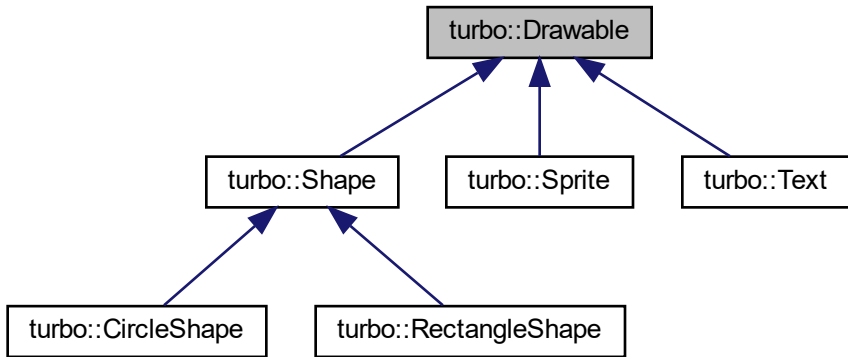 turbo::Drawable
turbo::Shape
turbo::Sprite
turbo::Text
turbo::CircleShape
turbo::RectangleShape